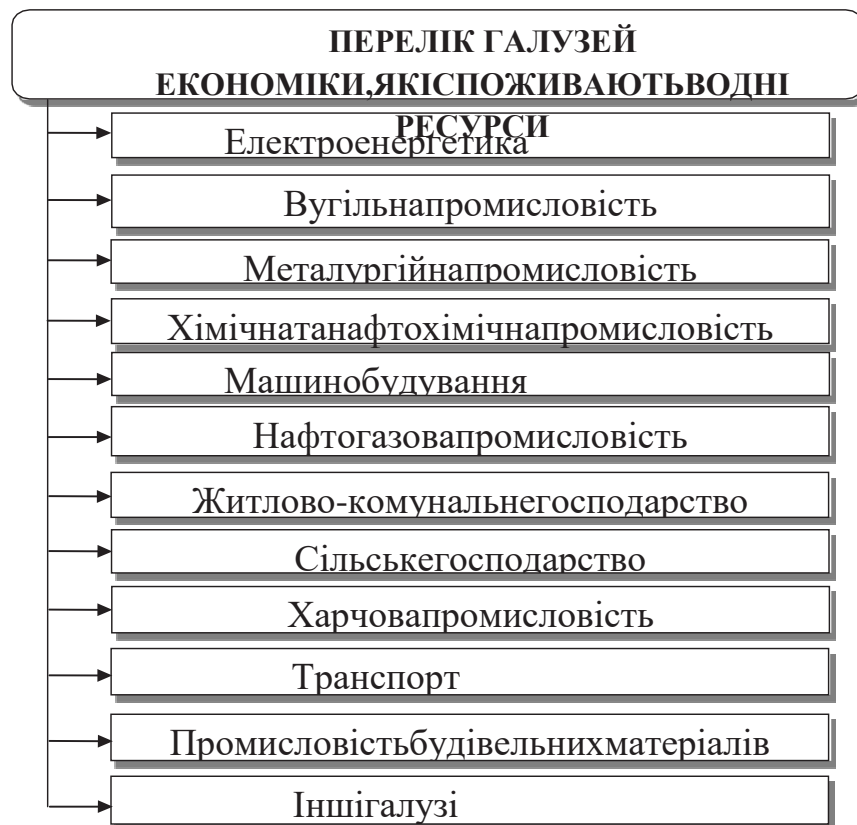 ПЕРЕЛІК ГАЛУЗЕЙ
ЕКОНОМІКИ,ЯКІСПОЖИВАЮТЬВОДНІ
РЕСУРСИ
Електроенергетика
Вугільнапромисловість
Металургійнапромисловість
Хімічнатанафтохімічнапромисловість
Машинобудування
Нафтогазовапромисловість
Житлово-комунальнегосподарство
Сільськегосподарство
Харчовапромисловість
Транспорт
Промисловістьбудівельнихматеріалів
Іншігалузі